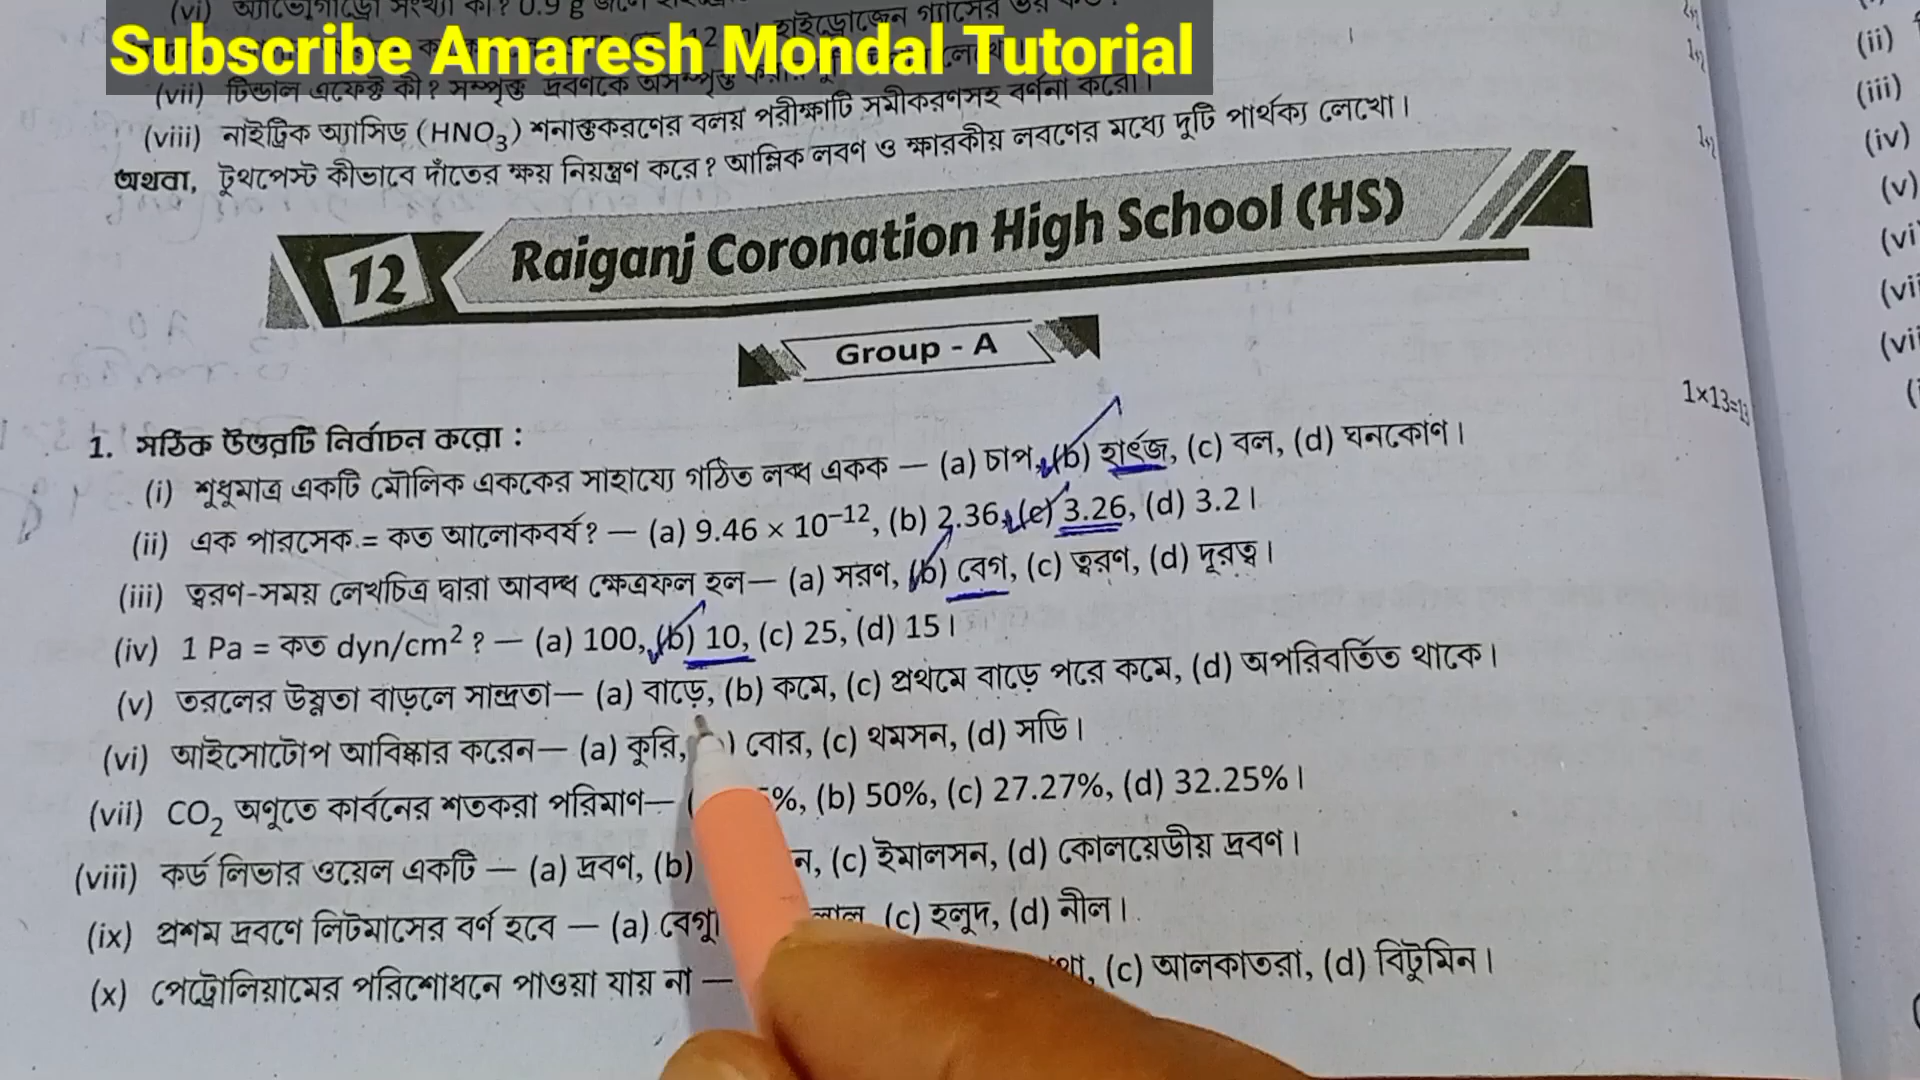 (vi) অ্যাভোগাড্রো সংখ্যা কী? 0.9 g
হাইড্রোজেন গ্যাসের ভর
Subscribe Amaresh Mondal Tutorial
(vii) টিন্ডাল এফেক্ট কী? সম্পৃক্ত দ্রবণকে অসম্পৃক্ত
(viii) নাইট্রিক অ্যাসিড (HNO₃) শনাক্তকরণের বলয় পরীক্ষাটি সমীকরণসহ বর্ণনা করো।
অথবা, টুথপেস্ট কীভাবে দাঁতের ক্ষয় নিয়ন্ত্রণ করে? আম্লিক লবণ ও ক্ষারকীয় লবণের মধ্যে দুটি পার্থক্য লেখো।
12 Raiganj Coronation High School (HS)
Group - A
1. সঠিক উত্তরটি নির্বাচন করো : 1×13=13
(i) শুধুমাত্র একটি মৌলিক এককের সাহায্যে গঠিত লব্ধ একক — (a) চাপ, (b) হার্ৎজ, (c) বল, (d) ঘনকোণ।
(ii) এক পারসেক = কত আলোকবর্ষ? — (a) 9.46 × 10⁻¹², (b) 2.36, (c) 3.26, (d) 3.2।
(iii) ত্বরণ-সময় লেখচিত্র দ্বারা আবদ্ধ ক্ষেত্রফল হল— (a) সরণ, (b) বেগ, (c) ত্বরণ, (d) দূরত্ব।
(iv) 1 Pa = কত dyn/cm² ? — (a) 100, (b) 10, (c) 25, (d) 15।
(v) তরলের উষ্ণতা বাড়লে সান্দ্রতা— (a) বাড়ে, (b) কমে, (c) প্রথমে বাড়ে পরে কমে, (d) অপরিবর্তিত থাকে।
(vi) আইসোটোপ আবিষ্কার করেন— (a) কুরি, ) বোর, (c) থমসন, (d) সডি।
(vii) CO₂ অণুতে কার্বনের শতকরা পরিমাণ— %, (b) 50%, (c) 27.27%, (d) 32.25%।
(viii) কর্ড লিভার ওয়েল একটি — (a) দ্রবণ, (b) ন, (c) ইমালসন, (d) কোলয়েডীয় দ্রবণ।
(ix) প্রশম দ্রবণে লিটমাসের বর্ণ হবে — (a) বেগু লাল, (c) হলুদ, (d) নীল।
(x) পেট্রোলিয়ামের পরিশোধনে পাওয়া যায় না — (c) আলকাতরা, (d) বিটুমিন।
(ii)
(iii)
(iv)
(v)